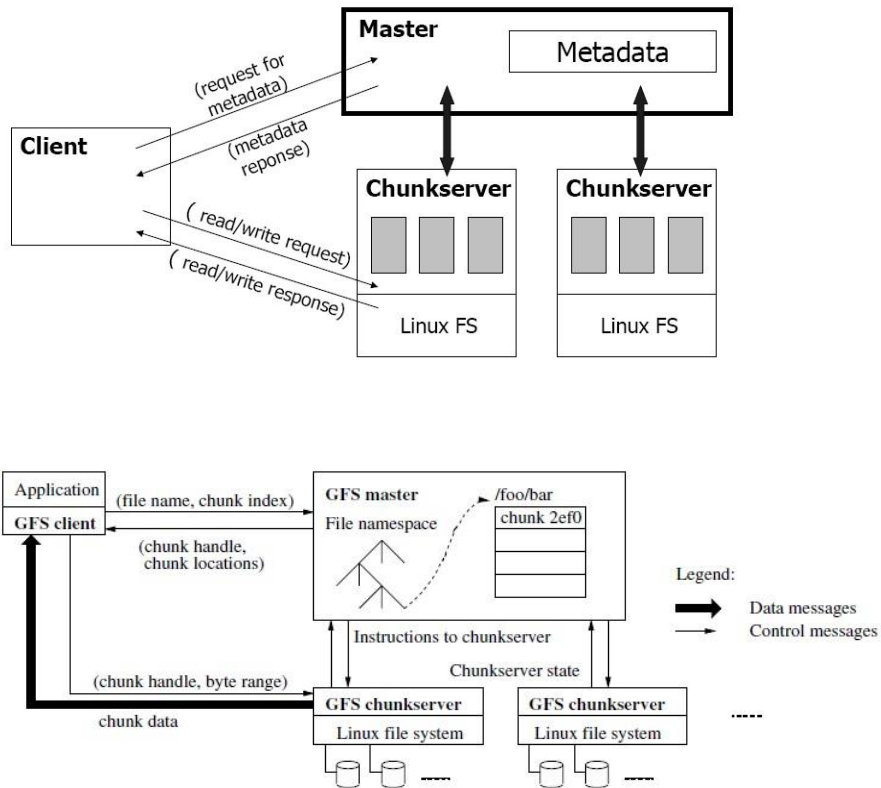 Master
Metadata
(request for
metadata)
(metadata
reponse)
Client
Chunkserver
Chunkserver
( read/write request)
( read/write response)
Linux FS
Linux FS
Application
GFS client
(file name, chunk index)
(chunk handle,
chunk locations)
GFS master
File namespace
/foo/bar
chunk 2ef0
Legend:
Data messages
Control messages
Instructions to chunkserver
Chunkserver state
(chunk handle, byte range)
chunk data
GFS chunkserver
Linux file system
GFS chunkserver
Linux file system